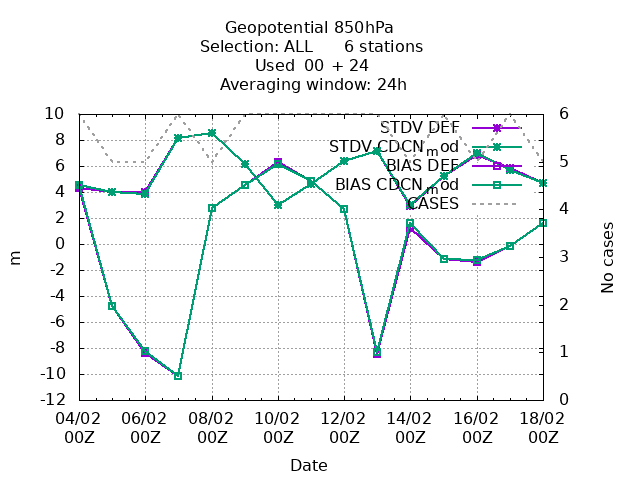 Geopotential 850hPa
Selection: ALL 6 stations
Used 00 + 24
Averaging window: 24h
10
8
6
4
2
0
-2
-4
-6
-8
-10
-12
m
6
5
4
3
2
1
0
No cases
STDV DEF
STDV CDCN_mod
BIAS DEF
BIAS CDCN_mod
CASES
04/02 06/02 08/02 10/02 12/02 14/02 16/02 18/02
00Z 00Z 00Z 00Z 00Z 00Z 00Z 00Z
Date